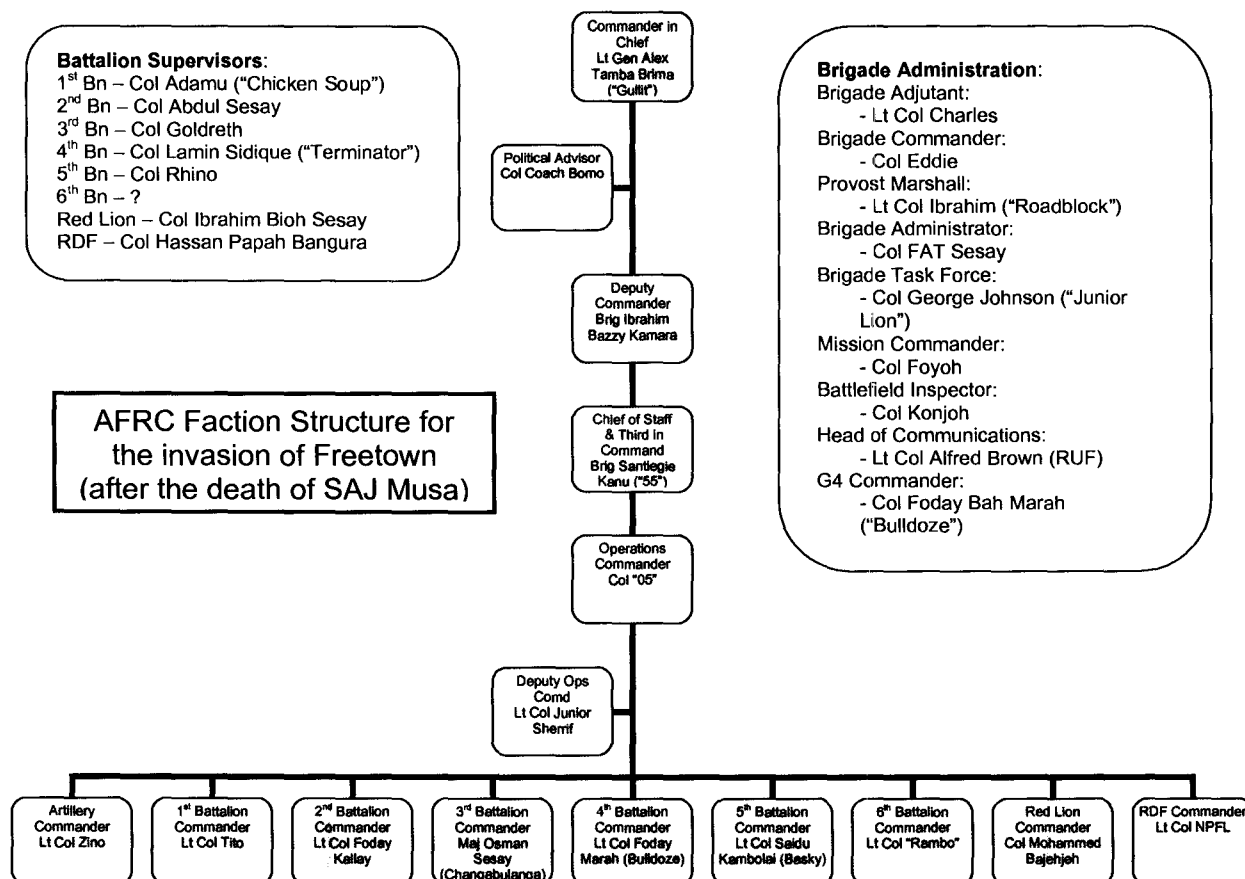 Battalion Supervisors:
1st Bn – Col Adamu (“Chicken Soup”)
2nd Bn – Col Abdul Sesay
3rd Bn – Col Goldreth
4th Bn – Col Lamin Sidique (“Terminator”)
5th Bn – Col Rhino
6th Bn – ?
Red Lion – Col Ibrahim Bioh Sesay
RDF – Col Hassan Papah Bangura
Commander in
Chief
Lt Gen Alex
Tamba Brima
(“Gullit”)
Political Advisor
Col Coach Bomo
Deputy
Commander
Brig Ibrahim
Bazzy Kamara
Chief of Staff
& Third in
Command
Brig Santiegie
Kanu (“55”)
Operations
Commander
Col “05”
Deputy Ops
Comd
Lt Col Junior
Sherrif
Brigade Administration:
Brigade Adjutant:
- Lt Col Charles
Brigade Commander:
- Col Eddie
Provost Marshall:
- Lt Col Ibrahim (“Roadblock”)
Brigade Administrator:
- Col FAT Sesay
Brigade Task Force:
- Col George Johnson (“Junior
Lion”)
Mission Commander:
- Col Foyoh
Battlefield Inspector:
- Col Konjoh
Head of Communications:
- Lt Col Alfred Brown (RUF)
G4 Commander:
- Col Foday Bah Marah
(“Bulldoze”)
AFRC Faction Structure for
the invasion of Freetown
(after the death of SAJ Musa)
Artillery
Commander
Lt Col Zino
1st Battalion
Commander
Lt Col Tito
2nd Battalion
Commander
Lt Col Foday
Kallay
3rd Battalion
Commander
Maj Osman
Sesay
(Changabulanga)
4th Battalion
Commander
Lt Col Foday
Marah (Bulldoze)
5th Battalion
Commander
Lt Col Saidu
Kambolai (Basky)
6th Battalion
Commander
Lt Col “Rambo”
Red Lion
Commander
Col Mohammed
Bajehjeh
RDF Commander
Lt Col NPFL